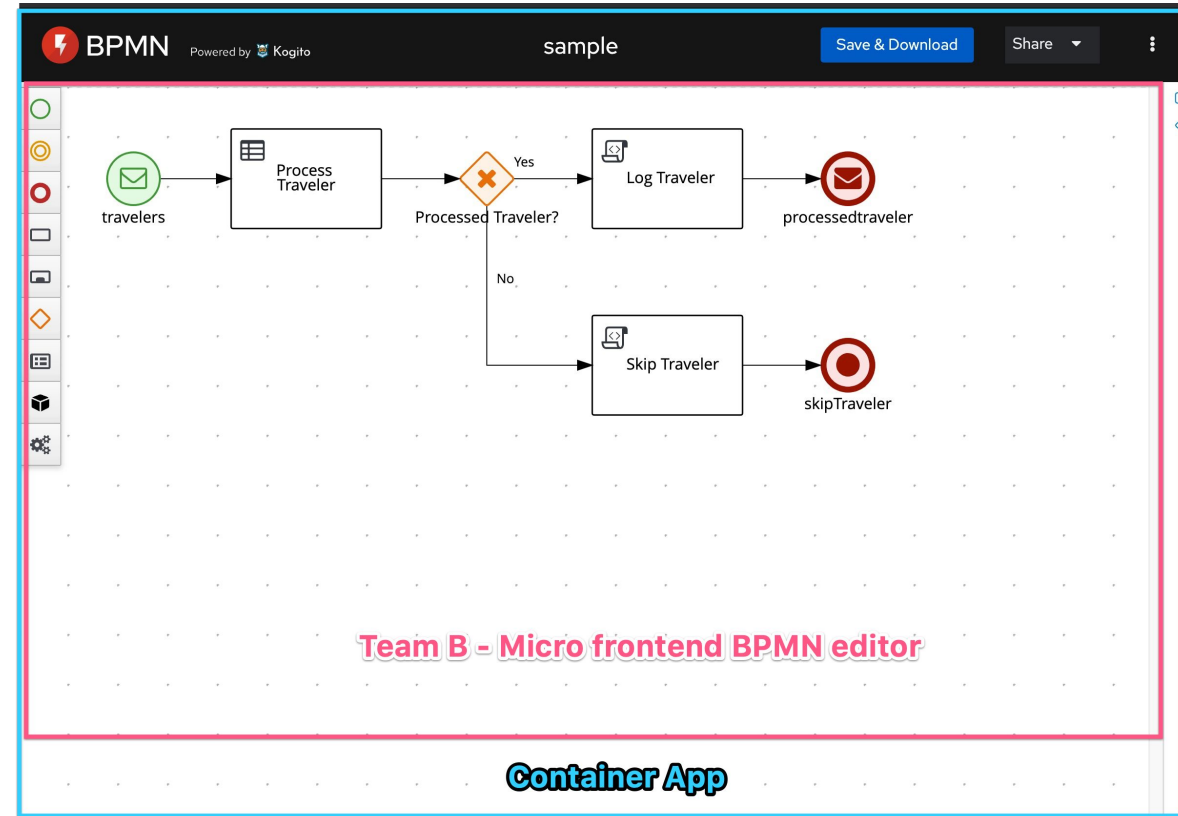 BPMN Powered by Kogito sample Save & Download Share
Yes
Process
Traveler
Log Traveler
travelers
Processed Traveler?
processedtraveler
No
Skip Traveler
skipTraveler
Team B - Micro frontend BPMN editor
Container App